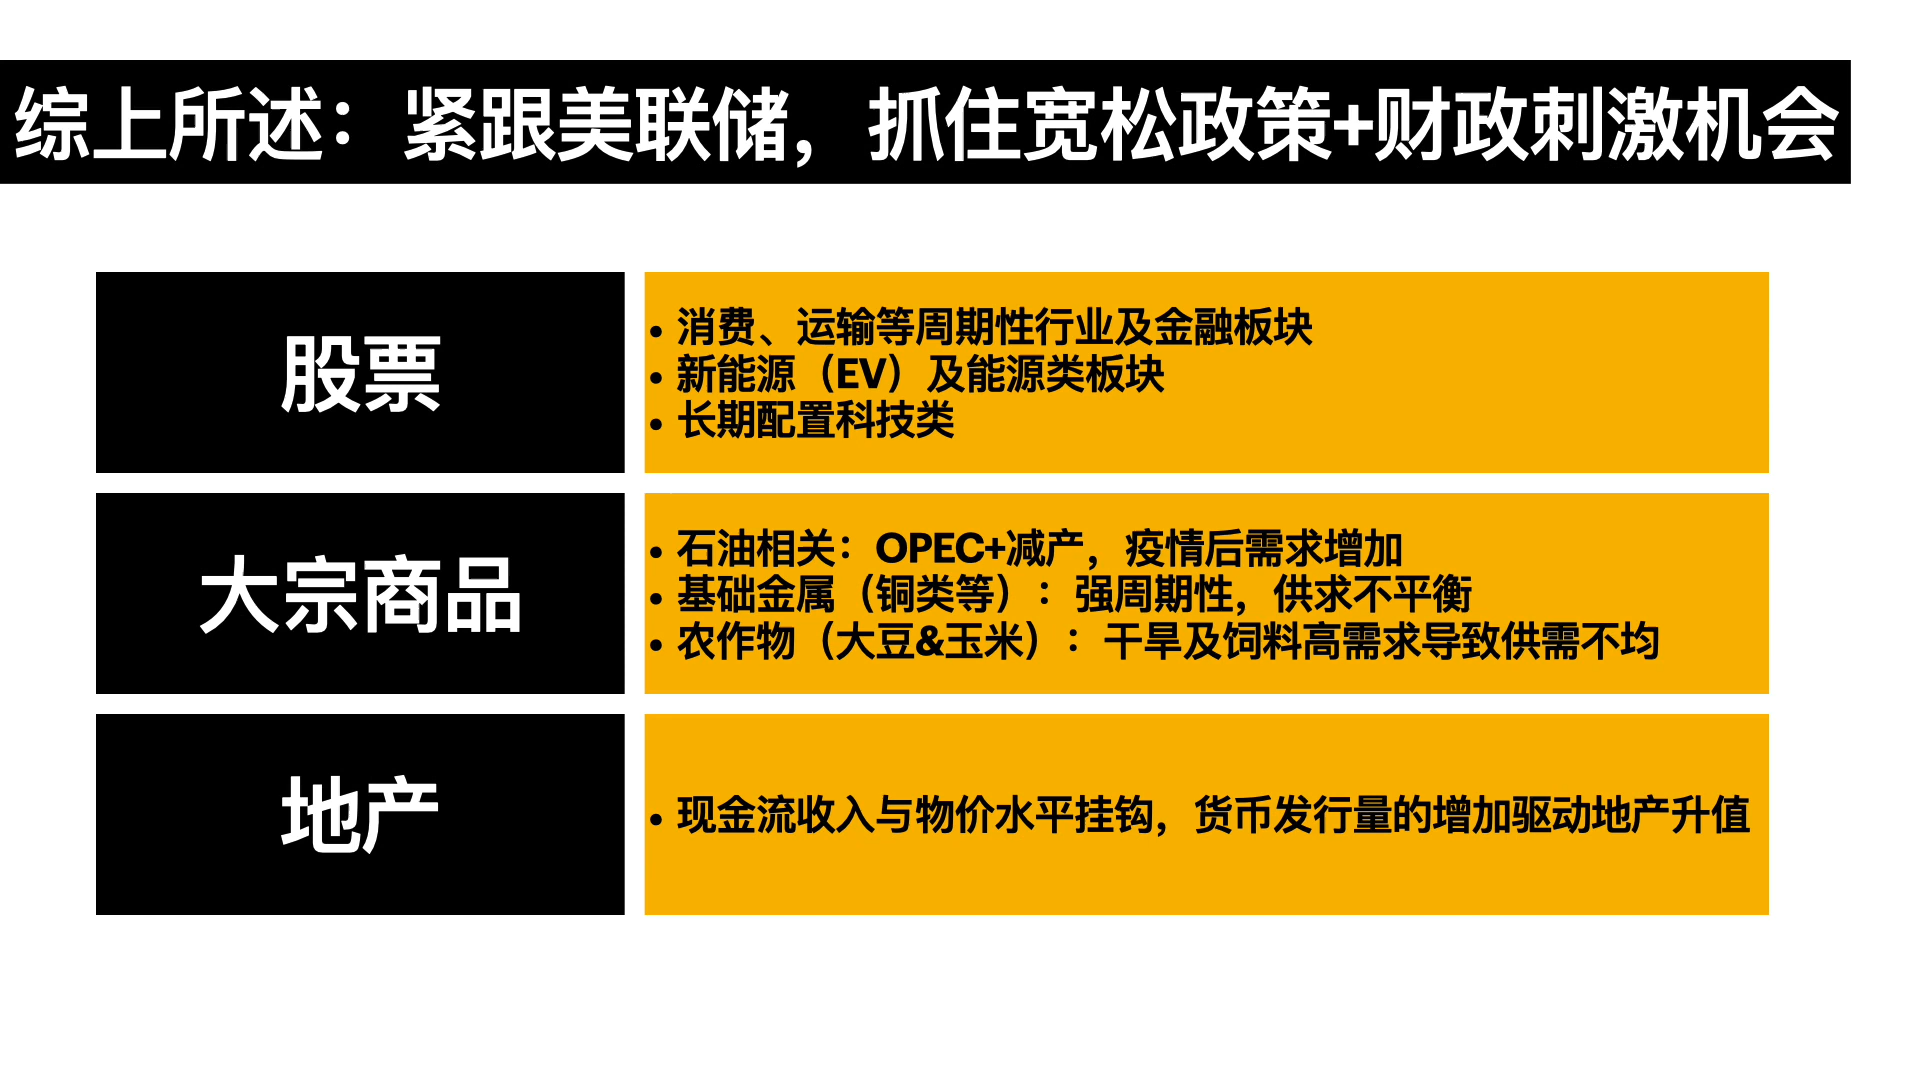 综上所述：紧跟美联储，抓住宽松政策+财政刺激机会
股票
• 消费、运输等周期性行业及金融板块
• 新能源（EV）及能源类板块
• 长期配置科技类
大宗商品
• 石油相关：OPEC+减产，疫情后需求增加
• 基础金属（铜类等）：强周期性，供求不平衡
• 农作物（大豆&玉米）：干旱及饲料高需求导致供需不均
地产
• 现金流收入与物价水平挂钩，货币发行量的增加驱动地产升值